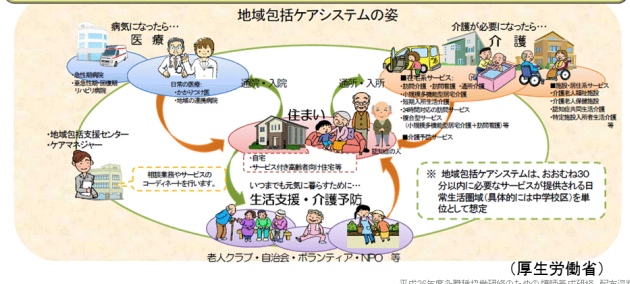 地域包括ケアシステムの姿
病気になったら…
医療
介護が必要になったら…
介護
・急性期病院
・亜急性期・回復期
リハビリ病院
日常の医療:
・かかりつけ医
・地域の連携病院
通院・入院
通所・入所
■在宅系サービス:
・訪問介護 ・訪問看護 ・通所介護
・小規模多機能型居宅介護
・短期入所生活介護
・24時間対応の訪問サービス
・複合型サービス
(小規模多機能型居宅介護+訪問看護)等
■介護予防サービス
■施設・居住系サービス
・介護老人福祉施設
・介護老人保健施設
・認知症共同生活介護
・特定施設入所者生活介護
等
住まい
認知症の人
・地域包括支援センター
・ケアマネジャー
相談業務やサービスの
コーディネートを行います。
・自宅
・サービス付き高齢者向け住宅等
いつまでも元気に暮らすために…
生活支援・介護予防
※ 地域包括ケアシステムは、おおむね30
分以内に必要なサービスが提供される日
常生活圏域(具体的には中学校区)を単
位として想定
老人クラブ・自治会・ボランティア・NPO 等
(厚生労働省)